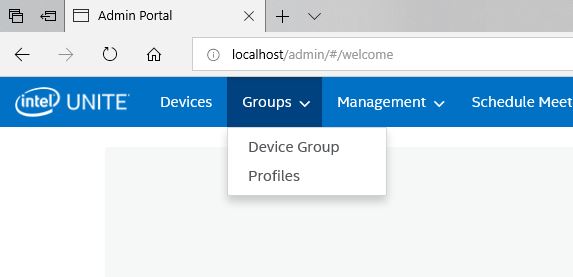 Admin Portal
localhost/admin/#/welcome
intel UNITE Devices Groups Management Schedule Meet
Device Group
Profiles